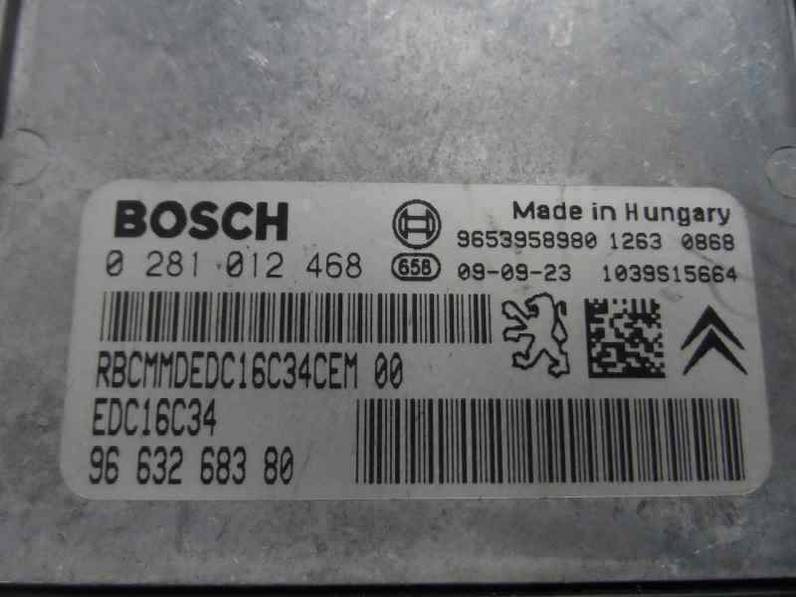 BOSCH
Made in Hungary
9653958980 1263 0868
0 281 012 468
658
09-09-23 1039S15664
RBCMMDEDC16C34CEM 00
EDC16C34
96 632 683 80